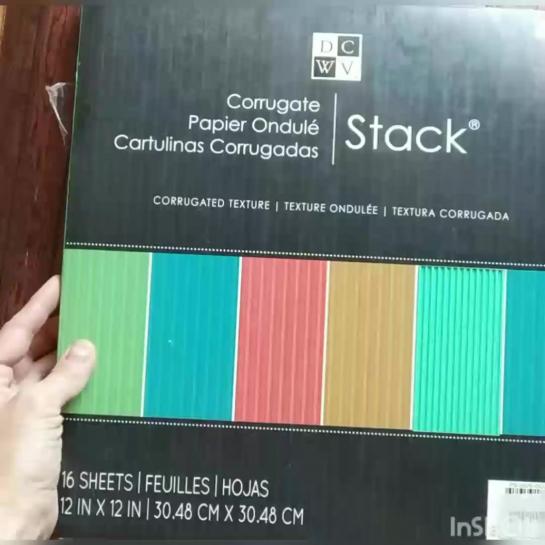 D C
W V
Corrugate
Papier Ondulé
Cartulinas Corrugadas
Stack®
CORRUGATED TEXTURE | TEXTURE ONDULÉE | TEXTURA CORRUGADA
16 SHEETS | FEUILLES | HOJAS
12 IN X 12 IN | 30.48 CM X 30.48 CM